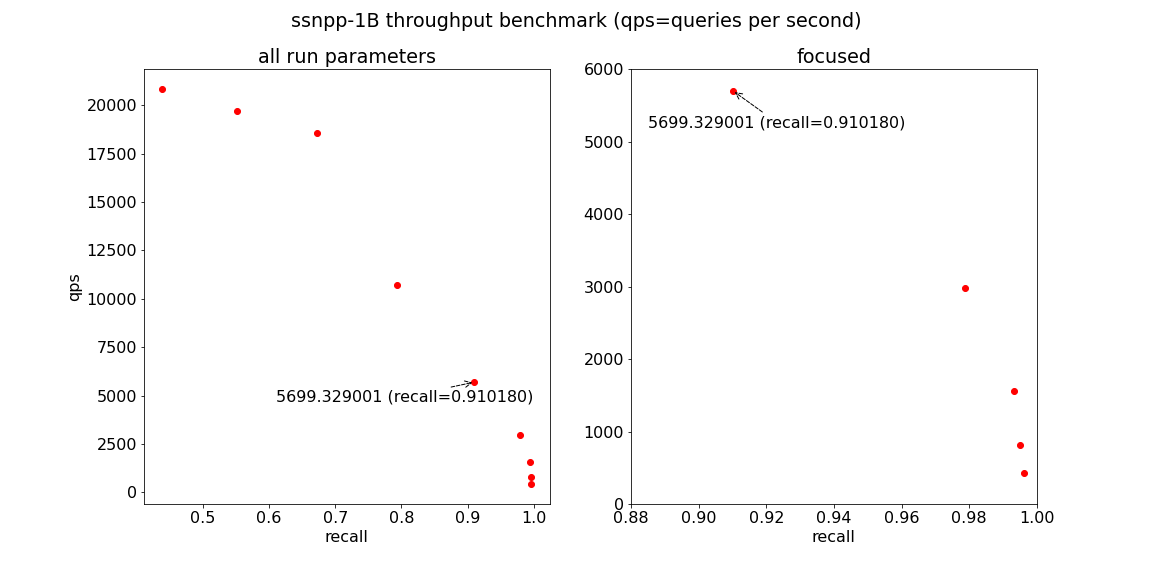 ssnpp-1B throughput benchmark (qps=queries per second)
all run parameters
20000
17500
15000
12500
10000
7500
5000
2500
0
qps
5699.329001 (recall=0.910180)
0.5 0.6 0.7 0.8 0.9 1.0
recall
focused
6000
5000
4000
3000
2000
1000
0
5699.329001 (recall=0.910180)
0.88 0.90 0.92 0.94 0.96 0.98 1.00
recall